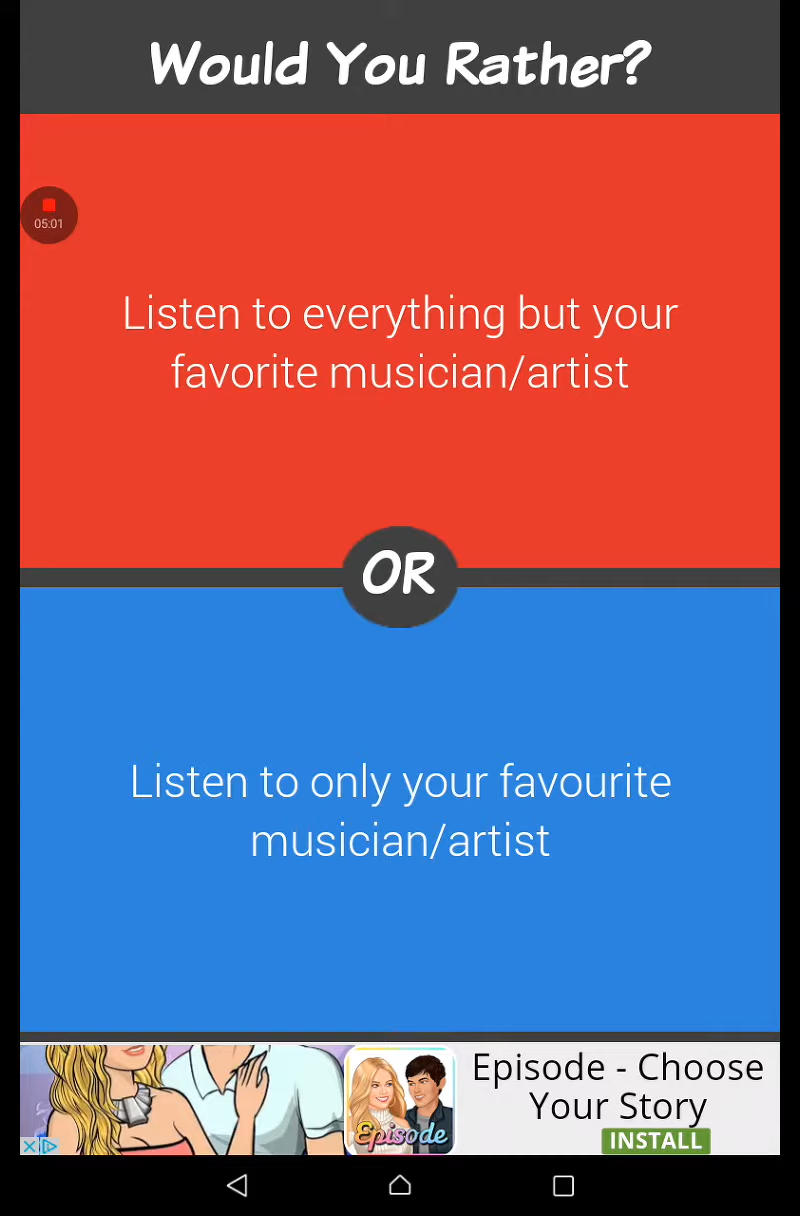 Would You Rather?
05:01
Listen to everything but your
favorite musician/artist
OR
Listen to only your favourite
musician/artist
Episode
Episode - Choose
Your Story
INSTALL